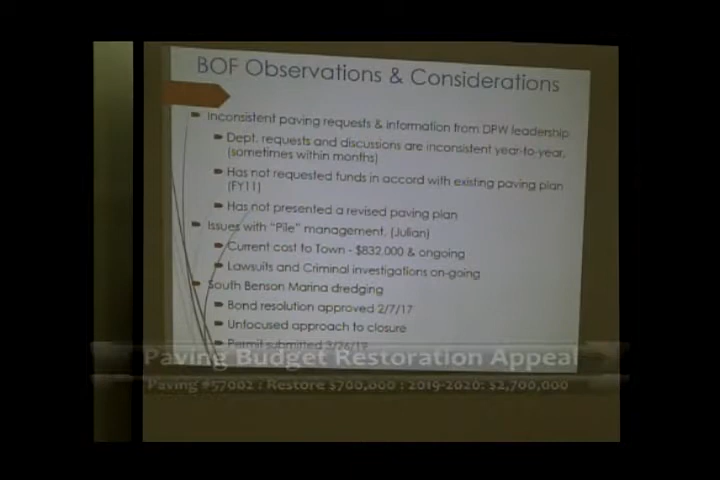 BOF Observations & Considerations
Inconsistent paving requests & information from DPW leadership
Dept. requests and discussions are inconsistent year-to-year,
(sometimes within months)
Has not requested funds in accord with existing paving plan
(FY11)
Has not presented a revised paving plan
Issues with "Pile" management, (Julian)
Current cost to Town - $832,000 & ongoing
Lawsuits and Criminal investigations on-going
South Benson Marina dredging
Bond resolution approved 2/7/17
Unfocused approach to closure
Permit submitted 3/26/19
Paving Budget Restoration Appeal
Paving #57002 : Restore $700,000 : 2019-2020: $2,700,000